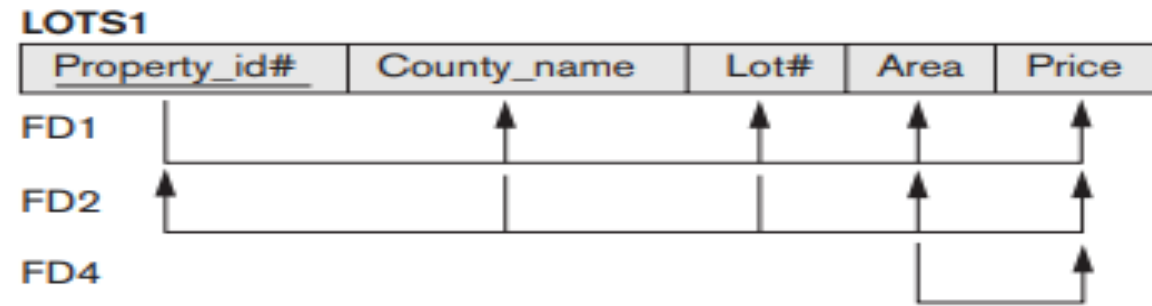 LOTS1
Property_id# County_name Lot# Area Price
FD1
FD2
FD4